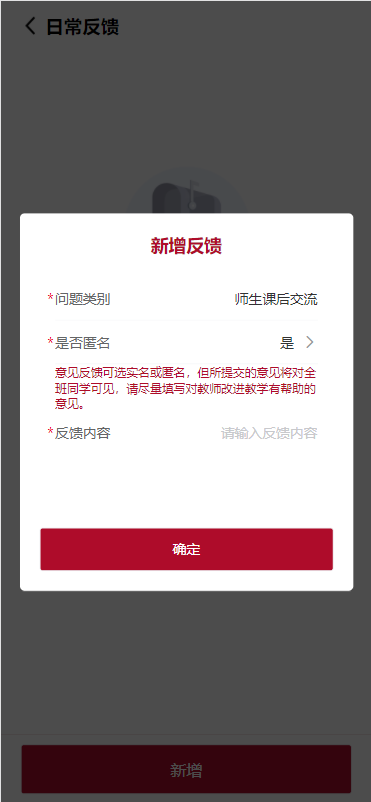 日常反馈
新增反馈
*问题类别 师生课后交流
*是否匿名 是
意见反馈可选实名或匿名，但所提交的意见将对全
班同学可见，请尽量填写对教师改进教学有帮助的
意见。
*反馈内容 请输入反馈内容
确定
新增